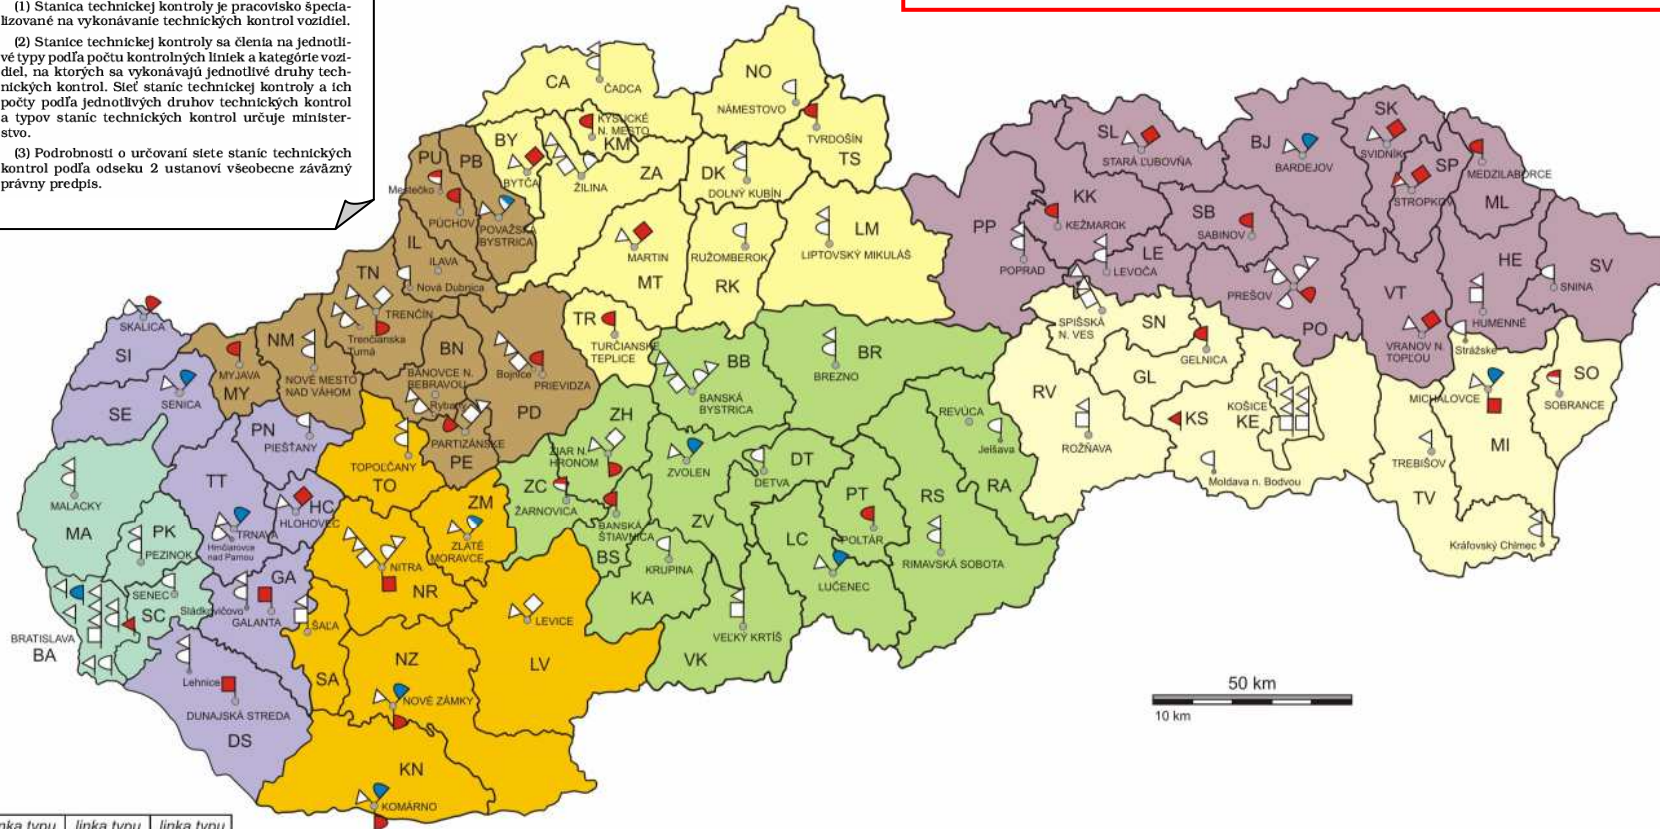 (1) Stanica technickej kontroly je pracovisko špecia-
lizované na vykonávanie technických kontrol vozidiel.
(2) Stanice technickej kontroly sa členia na jednotli-
vé typy podľa počtu kontrolných liniek a kategórie vozi-
diel, na ktorých sa vykonávajú jednotlivé druhy tech-
nických kontrol. Sieť staníc technickej kontroly a ich
počty podľa jednotlivých druhov technických kontrol
a typov staníc technických kontrol určuje minister-
stvo.
(3) Podrobnosti o určovaní siete staníc technických
kontrol podľa odseku 2 ustanoví všeobecne záväzný
právny predpis.
CA
ČADCA
NO
NÁMESTOVO
KYSUCKÉ
N. MESTO
KM
TVRDOŠÍN
TS
BY
BYTČA
ŽILINA
ZA
DK
DOLNÝ KUBÍN
PU
PB
Mestečko
PÚCHOV
POVAŽSKÁ
BYSTRICA
MARTIN
MT
RUŽOMBEROK
RK
LM
LIPTOVSKÝ MIKULÁŠ
IL
ILAVA
Nová Dubnica
TN
TRENČÍN
Trenčianska
Turná
TR
TURČIANSKE
TEPLICE
SL
STARÁ ĽUBOVŇA
BJ
BARDEJOV
SK
SVIDNÍK
SP
STROPKOV
MEDZILABORCE
ML
PP
POPRAD
KK
KEŽMAROK
LE
LEVOČA
SB
SABINOV
PREŠOV
PO
VT
VRANOV N.
TOPĽOU
HE
HUMENNÉ
SV
SNINA
SKALICA
SI
SE
SENICA
MYJAVA
MY
NM
NOVÉ MESTO
NAD VÁHOM
BN
BÁNOVCE N.
BEBRAVOU
Rybany
Bojnice
PRIEVIDZA
PD
PARTIZÁNSKE
PE
BB
BANSKÁ
BYSTRICA
BR
BREZNO
SPIŠSKÁ
N. VES
SN
GELNICA
GL
RV
ROŽŇAVA
KS
KOŠICE
KE
Moldava n. Bodvou
Strážske
MICHALOVCE
MI
SO
SOBRANCE
TREBIŠOV
TV
Kráľovský Chlmec
MALACKY
MA
PK
PEZINOK
SENEC
SC
BRATISLAVA
BA
PN
PIEŠŤANY
TT
TRNAVA
Hrnčiarovce
nad Parnou
HC
HLOHOVEC
GA
Sládkovičovo
GALANTA
Lehnice
DUNAJSKÁ STREDA
DS
TOPOĽČANY
TO
ZM
ZLATÉ
MORAVCE
NITRA
NR
ŠAĽA
SA
NZ
NOVÉ ZÁMKY
KN
KOMÁRNO
LEVICE
LV
ZH
ŽIAR N.
HRONOM
ZC
ŽARNOVICA
BANSKÁ
ŠTIAVNICA
BS
ZVOLEN
ZV
DT
DETVA
KRUPINA
KA
VEĽKÝ KRTÍŠ
VK
LC
LUČENEC
PT
POLTÁR
RS
RIMAVSKÁ SOBOTA
REVÚCA
Jelšava
RA
50 km
10 km
linka typu linka typu linka typu